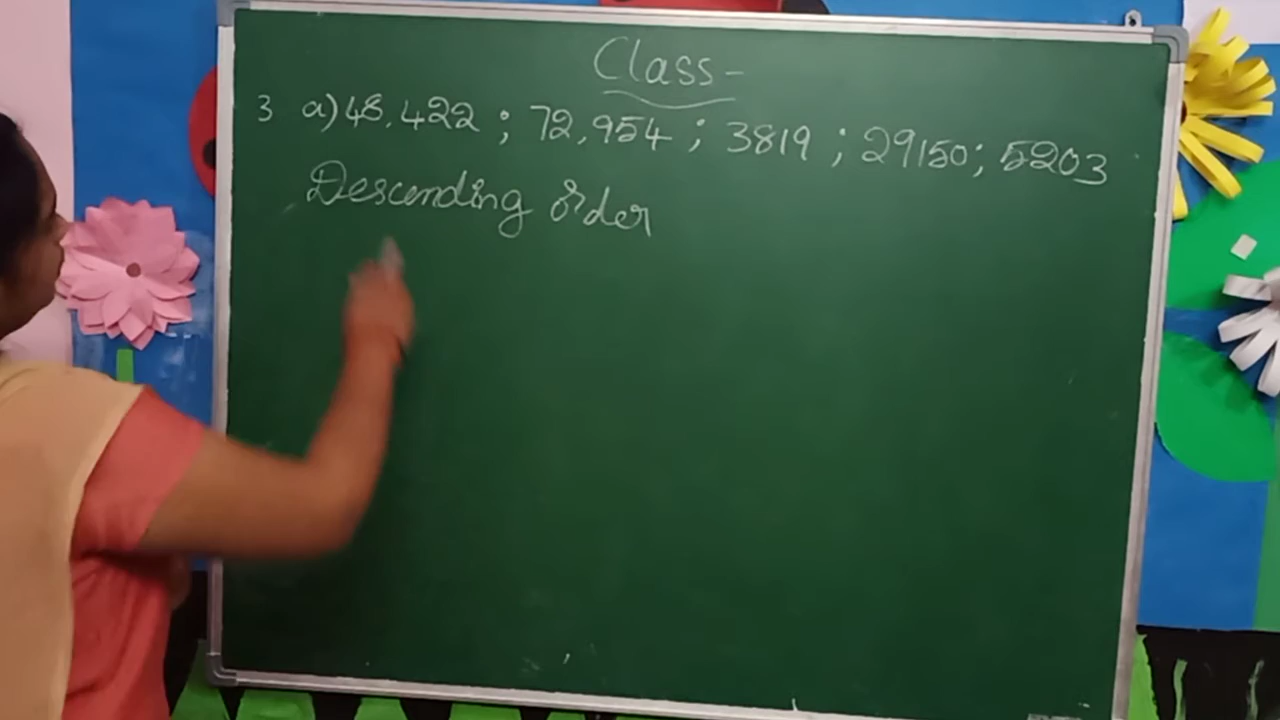 Class-
3 a) 48,422 ; 72,954 ; 3819 ; 29150; 5203
Descending order